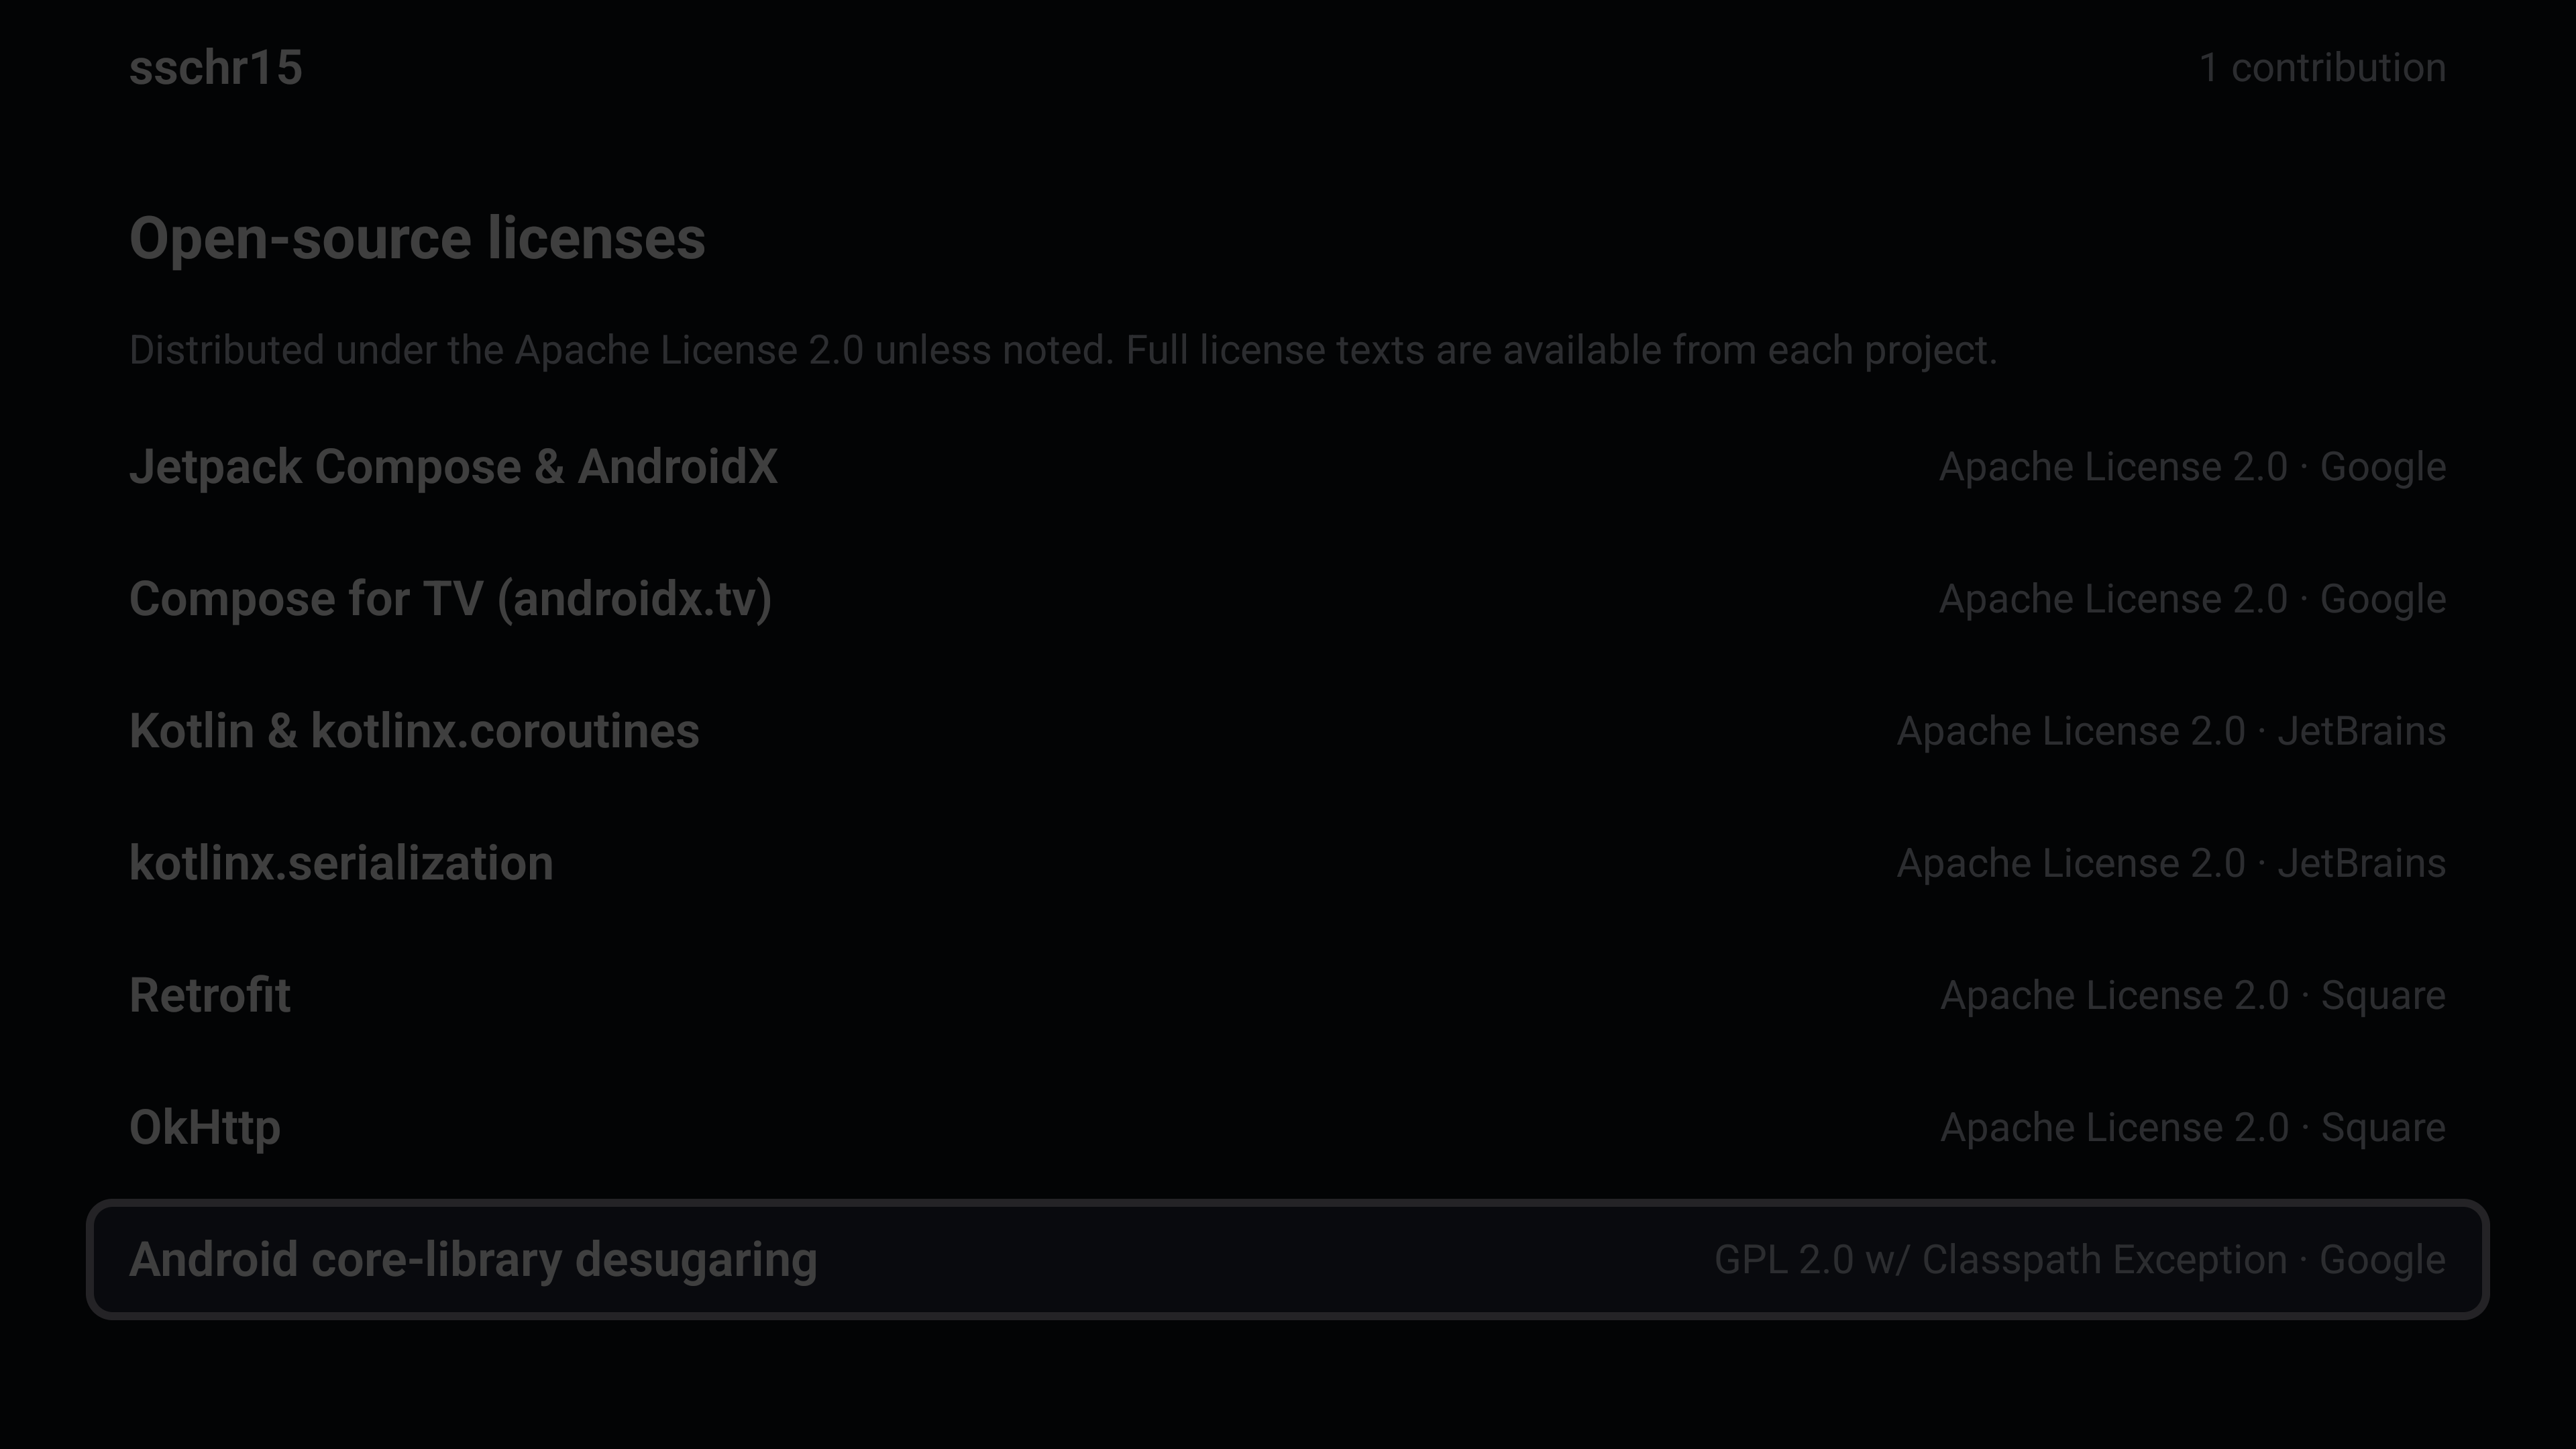 sschr15
1 contribution
Open-source licenses
Distributed under the Apache License 2.0 unless noted. Full license texts are available from each project.
Jetpack Compose & AndroidX
Apache License 2.0 · Google
Compose for TV (androidx.tv)
Apache License 2.0 · Google
Kotlin & kotlinx.coroutines
Apache License 2.0 · JetBrains
kotlinx.serialization
Apache License 2.0 · JetBrains
Retrofit
Apache License 2.0 · Square
OkHttp
Apache License 2.0 · Square
Android core-library desugaring
GPL 2.0 w/ Classpath Exception · Google